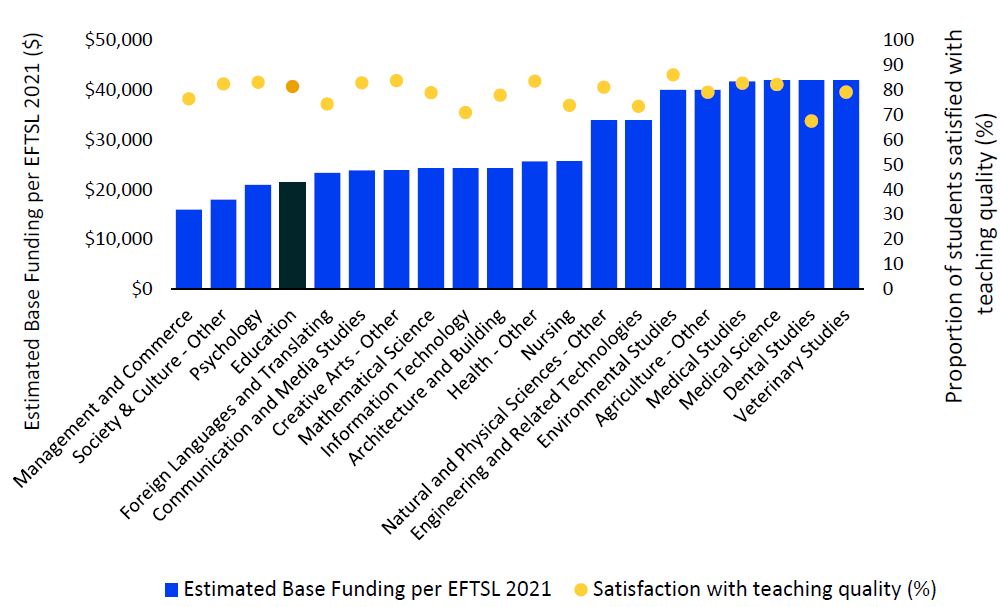 Estimated Base Funding per EFTSL 2021 ($)
$50,000
$40,000
$30,000
$20,000
$10,000
$0
100
90
80
70
60
50
40
30
20
10
0
Proportion of students satisfied with
teaching quality (%)
Management and Commerce
Society & Culture - Other
Psychology
Education
Foreign Languages and Translating
Communication and Media Studies
Creative Arts - Other
Mathematical Science
Information Technology
Architecture and Building
Health - Other
Nursing
Natural and Physical Sciences - Other
Engineering and Related Technologies
Environmental Studies
Agriculture - Other
Medical Studies
Medical Science
Dental Studies
Veterinary Studies
Estimated Base Funding per EFTSL 2021
Satisfaction with teaching quality (%)